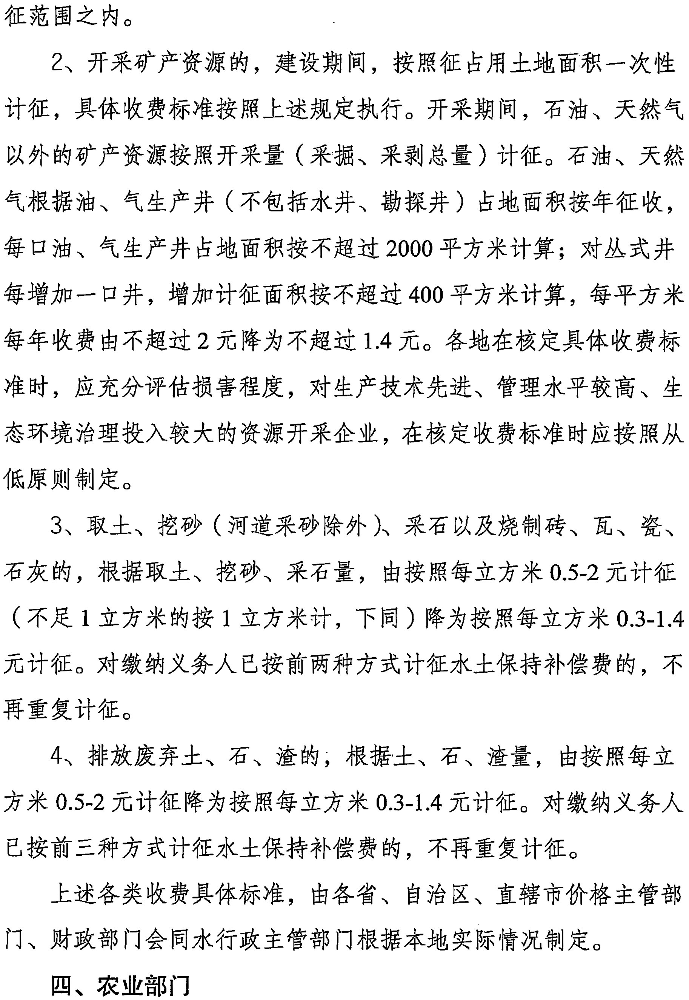 征范围之内。
2、开采矿产资源的，建设期间，按照征占用土地面积一次性
计征，具体收费标准按照上述规定执行。开采期间，石油、天然气
以外的矿产资源按照开采量（采掘、采剥总量）计征。石油、天然
气根据油、气生产井（不包括水井、勘探井）占地面积按年征收，
每口油、气生产井占地面积按不超过 2000 平方米计算；对丛式井
每增加一口井，增加计征面积按不超过 400 平方米计算，每平方米
每年收费由不超过 2 元降为不超过 1.4 元。各地在核定具体收费标
准时，应充分评估损害程度，对生产技术先进、管理水平较高、生
态环境治理投入较大的资源开采企业，在核定收费标准时应按照从
低原则制定。
3、取土、挖砂（河道采砂除外）、采石以及烧制砖、瓦、瓷、
石灰的，根据取土、挖砂、采石量，由按照每立方米 0.5-2 元计征
（不足 1 立方米的按 1 立方米计，下同）降为按照每立方米 0.3-1.4
元计征。对缴纳义务人已按前两种方式计征水土保持补偿费的，不
再重复计征。
4、排放废弃土、石、渣的，根据土、石、渣量，由按照每立
方米 0.5-2 元计征降为按照每立方米 0.3-1.4 元计征。对缴纳义务人
已按前三种方式计征水土保持补偿费的，不再重复计征。
上述各类收费具体标准，由各省、自治区、直辖市价格主管部
门、财政部门会同水行政主管部门根据本地实际情况制定。
四、农业部门